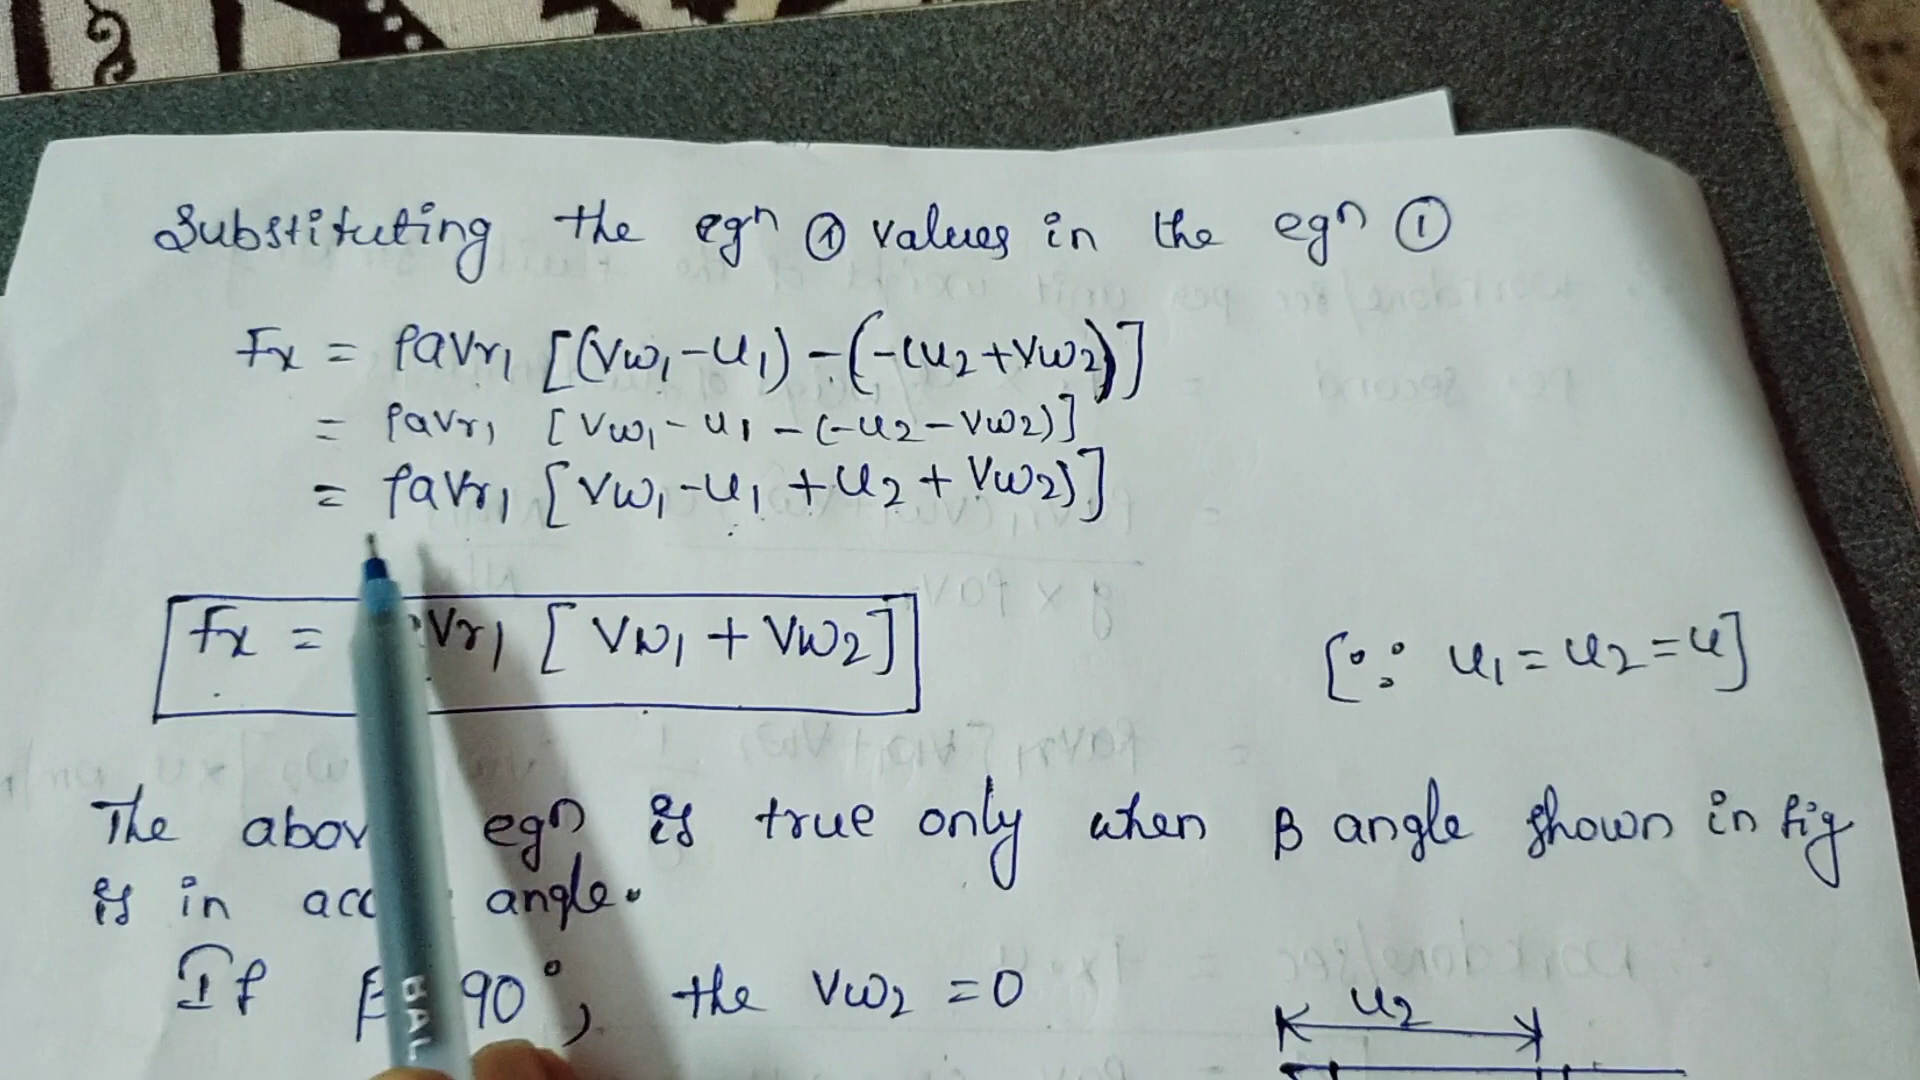 Substituting the eqn ④ values in the eqn ①
Fx = ρaVr1 [(Vw1-u1)-(-(u2+Vw2)]
= ρaVr1 [Vw1-u1-(-u2-Vw2)]
= ρaVr1 [Vw1-u1+u2+Vw2)]
Fx = Vr1 [Vw1+Vw2] [∵ u1=u2=u]
The abov eqn is true only when β angle shown in fig
is in angle.
If β 90°, the Vw2 = 0
u2
BAL